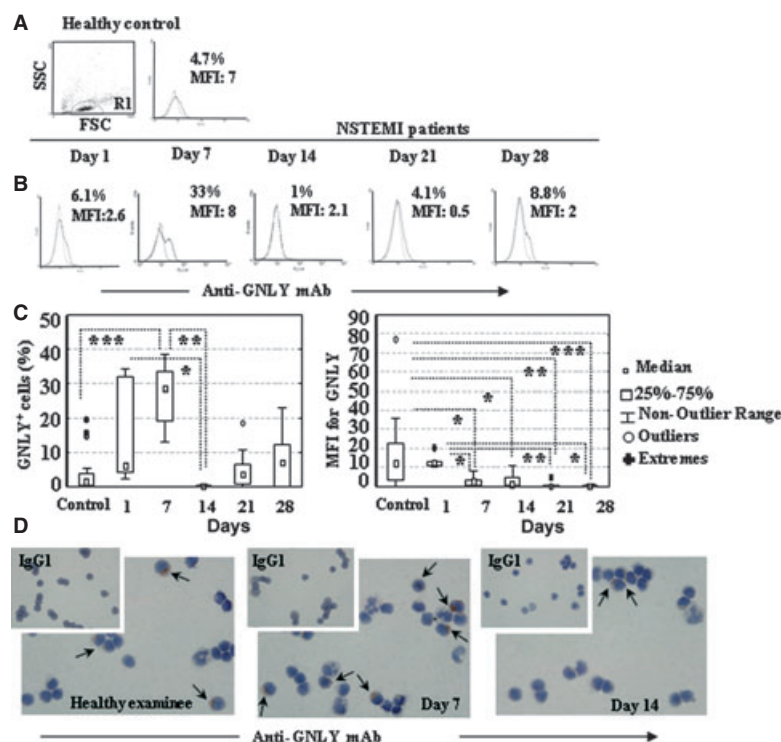 A
Healthy control
SSC
R1
FSC
4.7%
MFI: 7
NSTEMI patients
Day 1
Day 7
Day 14
Day 21
Day 28
B
6.1%
MFI:2.6
33%
MFI: 8
1%
MFI: 2.1
4.1%
MFI: 0.5
8.8%
MFI: 2
Anti-GNLY mAb
C
GNLY+ cells (%)
50
40
30
20
10
0
*** **
*
Control 1 7 14 21 28
Days
MFI for GNLY
90
80
70
60
50
40
30
20
10
0
***
**
*
*
* ** *
Control 1 7 14 21 28
Days
Median
25%-75%
Non-Outlier Range
Outliers
Extremes
D
IgG1
Healthy examinee
IgG1
Day 7
IgG1
Day 14
Anti-GNLY mAb